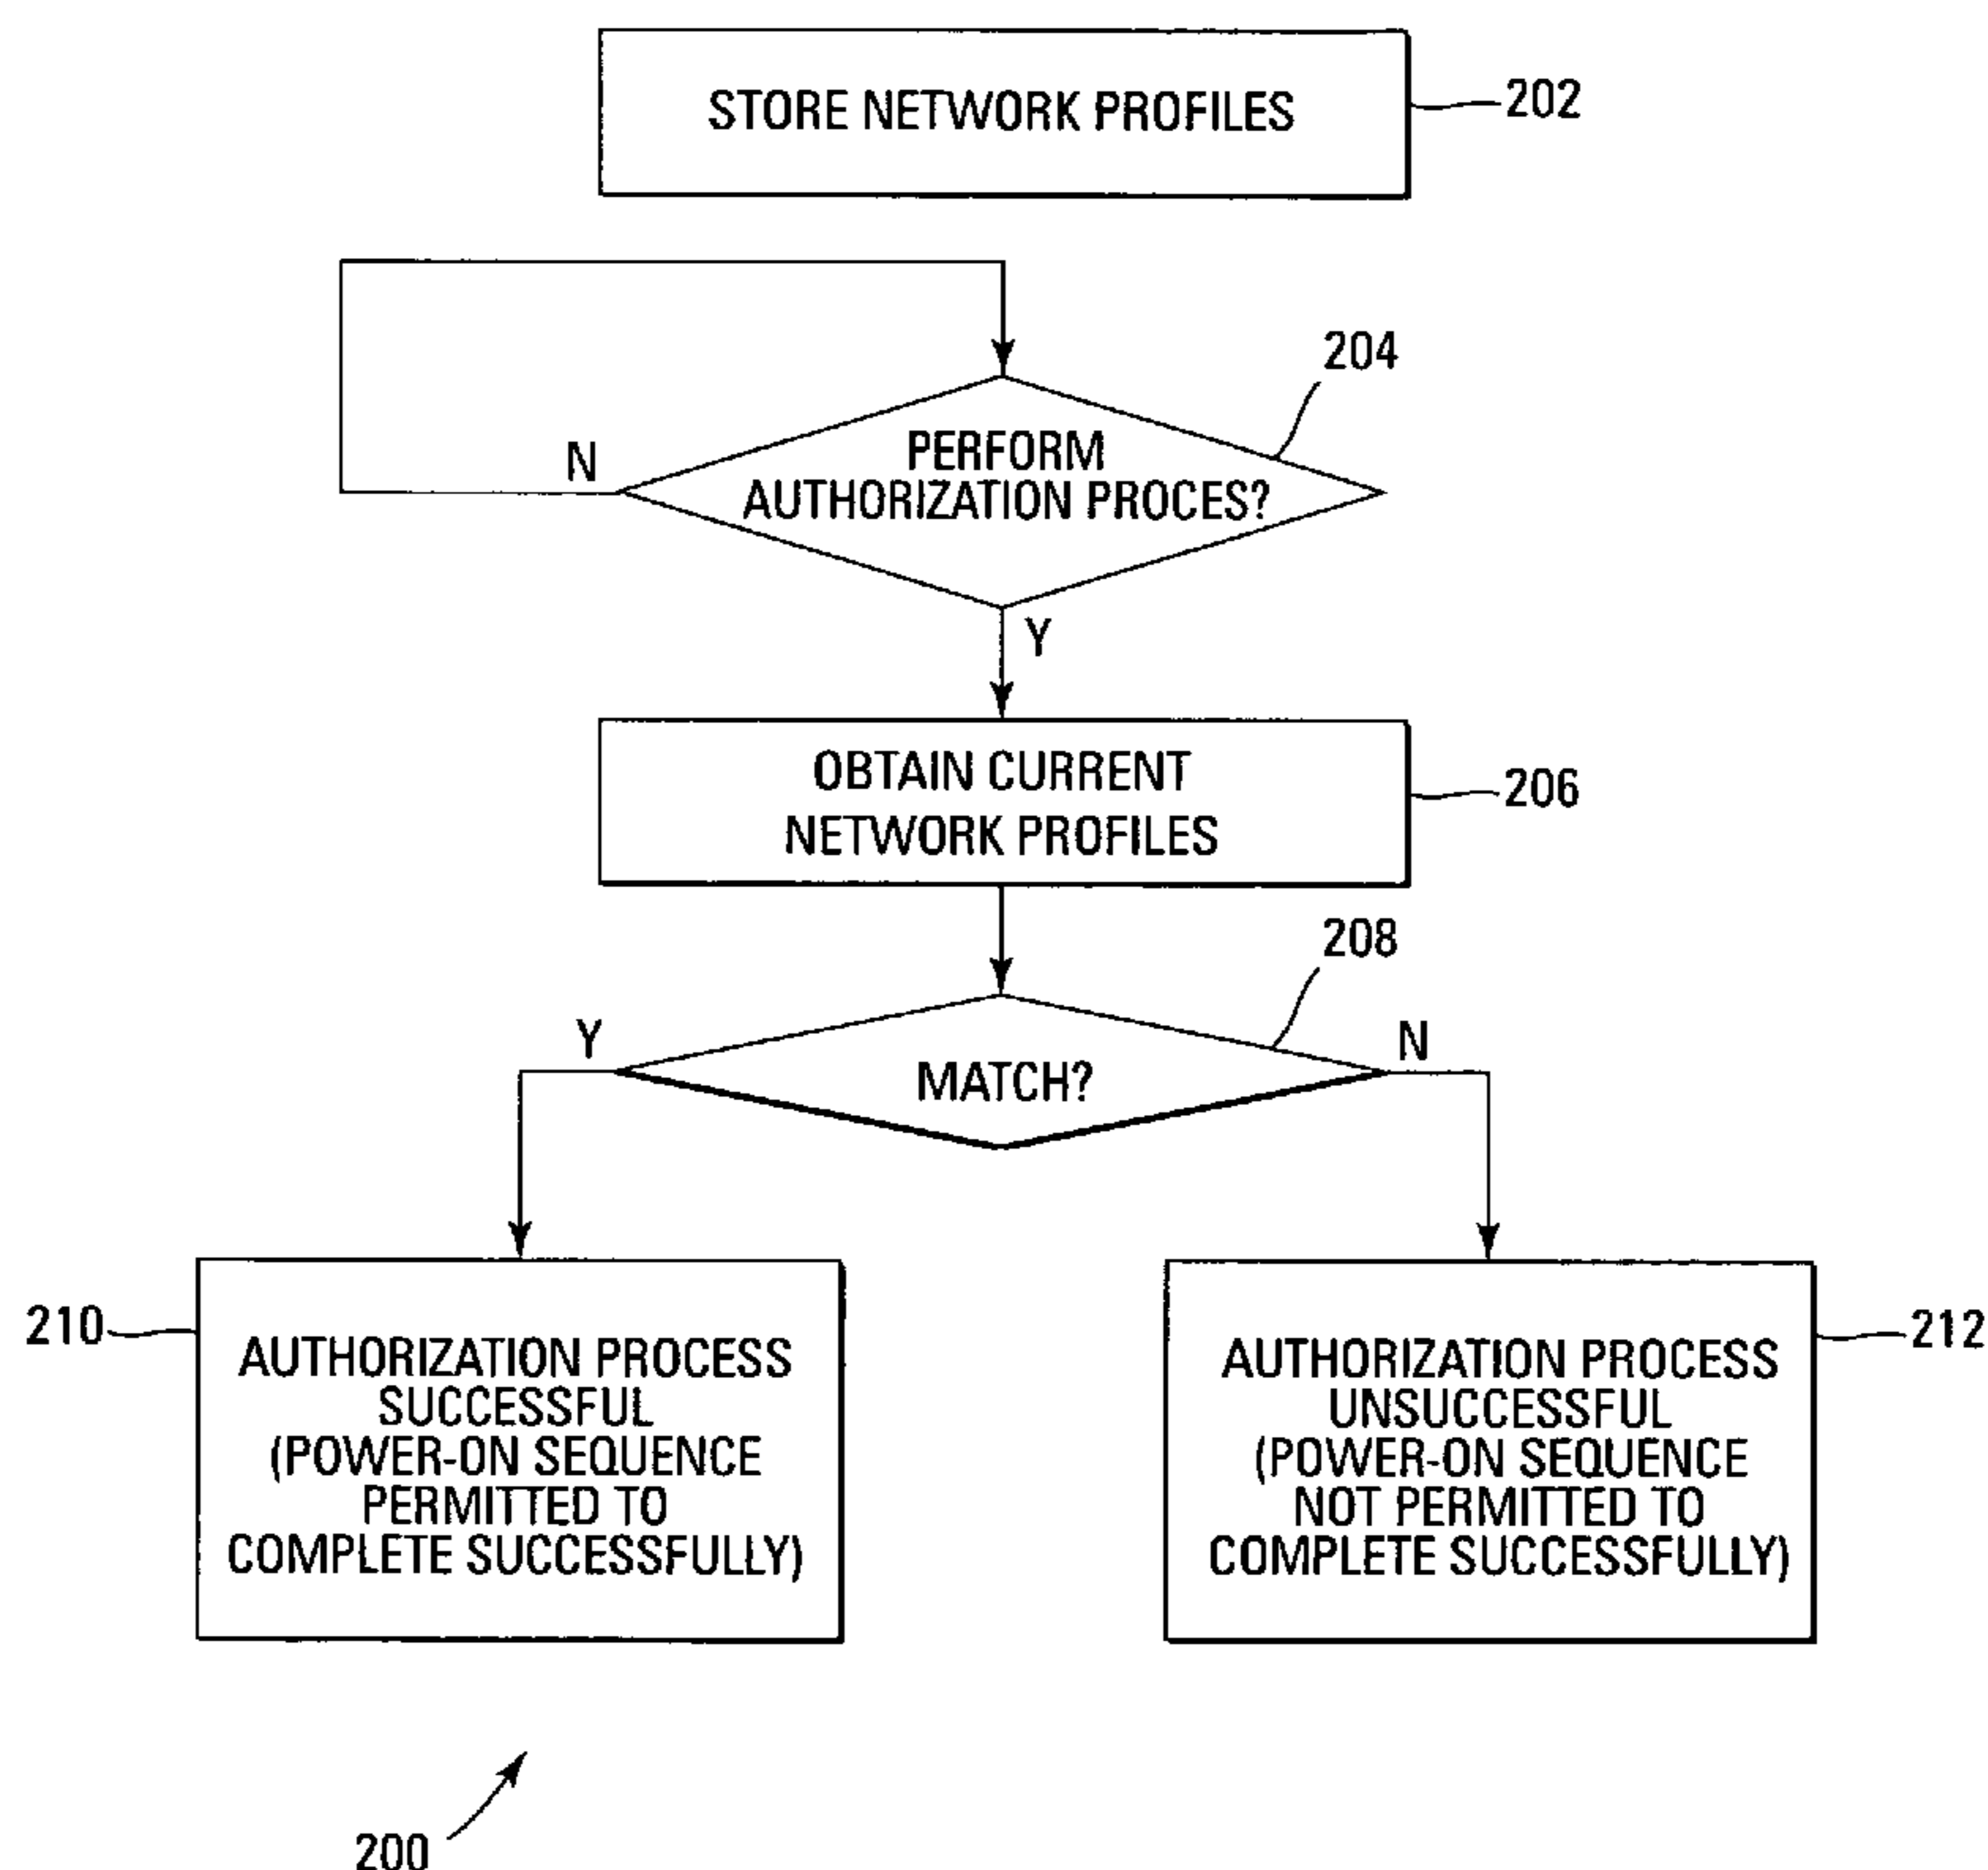 STORE NETWORK PROFILES
202
204
N
PERFORM
AUTHORIZATION PROCES?
Y
OBTAIN CURRENT
NETWORK PROFILES
206
208
Y
N
MATCH?
210
AUTHORIZATION PROCESS
SUCCESSFUL
(POWER-ON SEQUENCE
PERMITTED TO
COMPLETE SUCCESSFULLY)
AUTHORIZATION PROCESS
UNSUCCESSFUL
(POWER-ON SEQUENCE
NOT PERMITTED TO
COMPLETE SUCCESSFULLY)
212
200